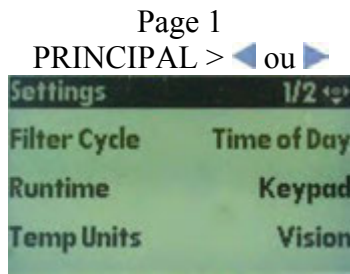 Page 1
PRINCIPAL > ou
Settings 1/2
Filter Cycle Time of Day
Runtime Keypad
Temp Units Vision